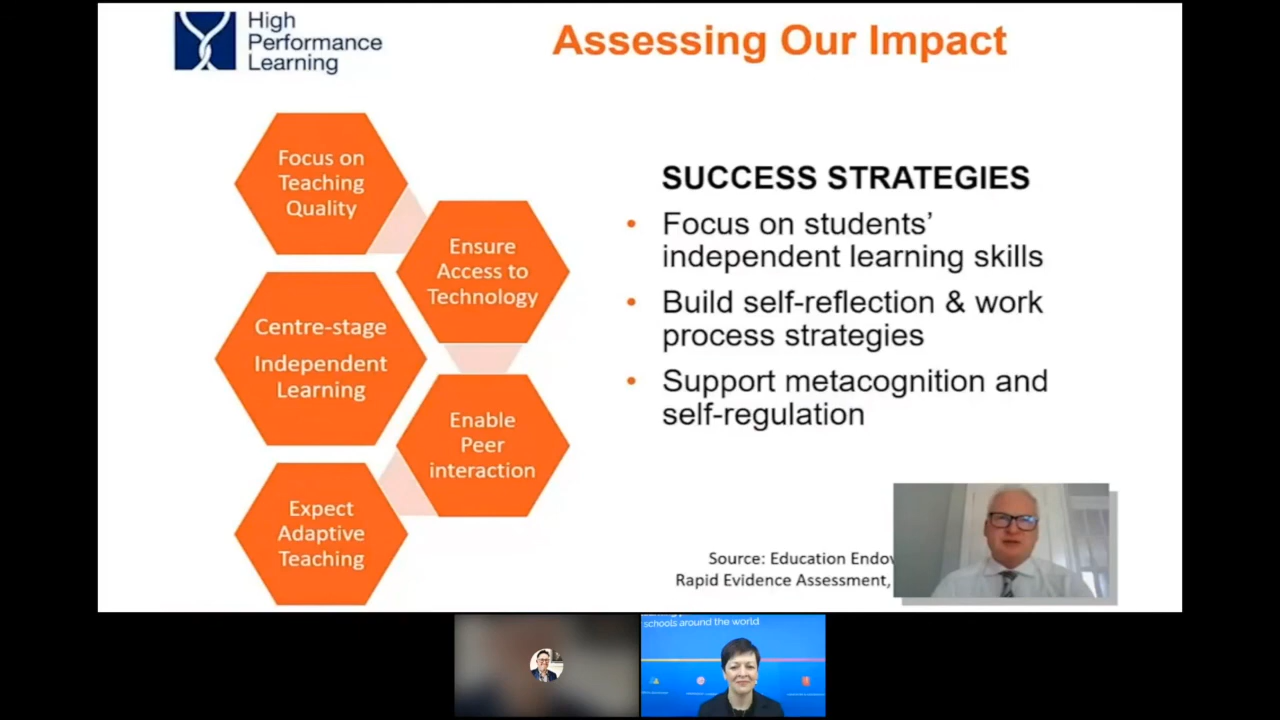 High
Performance
Learning
Assessing Our Impact
Focus on
Teaching
Quality
Ensure
Access to
Technology
Centre-stage
Independent
Learning
Enable
Peer
interaction
Expect
Adaptive
Teaching
SUCCESS STRATEGIES
• Focus on students’
independent learning skills
• Build self-reflection & work
process strategies
• Support metacognition and
self-regulation
Source: Education
Rapid Evidence Assessment,
schools around the world